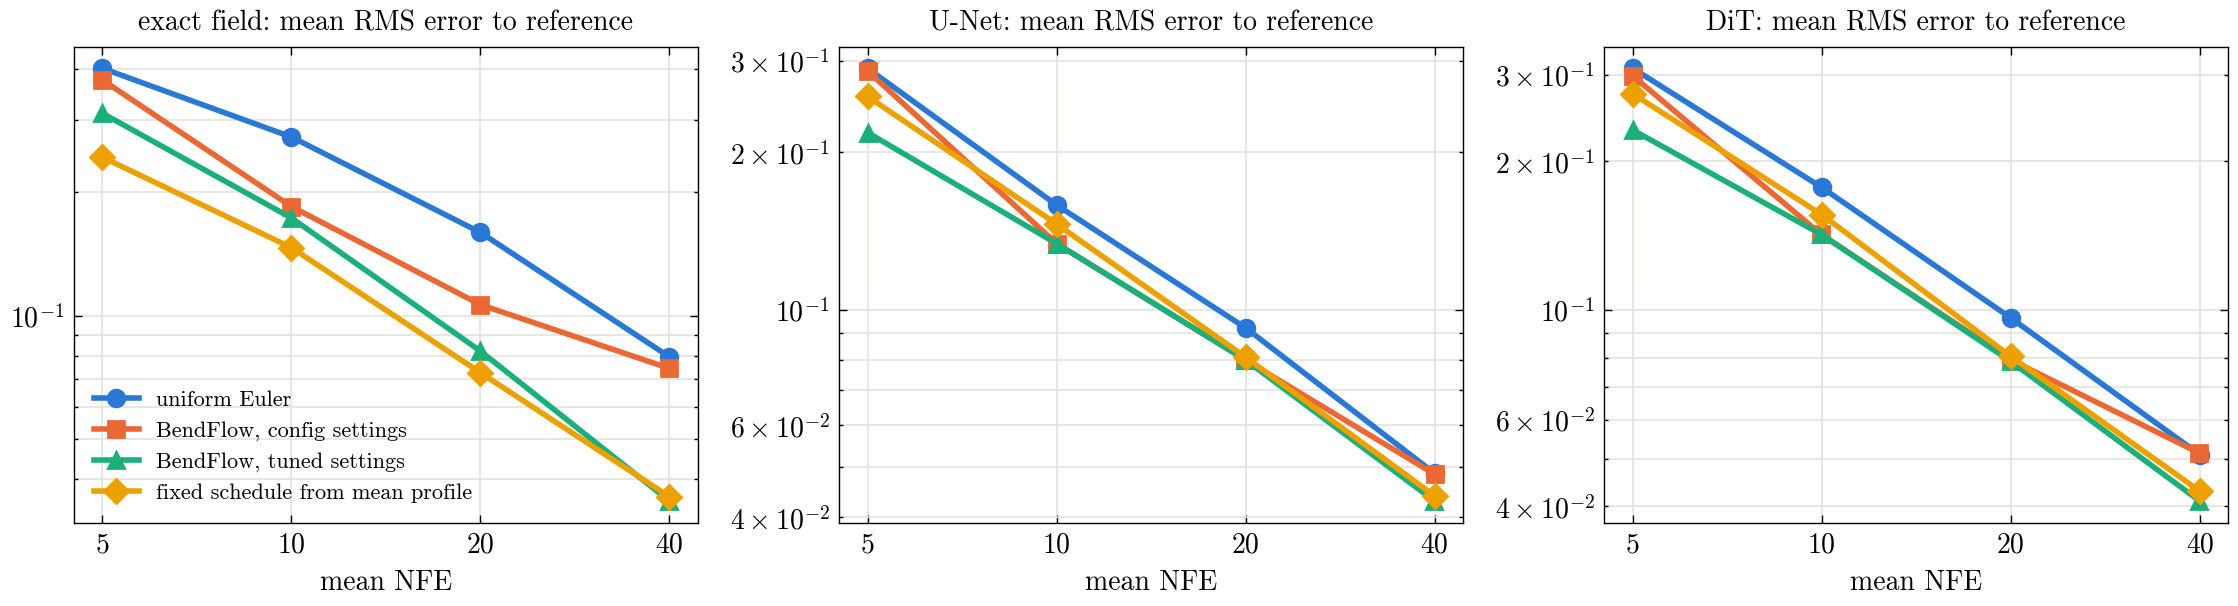 exact field: mean RMS error to reference
10⁻¹
uniform Euler
BendFlow, config settings
BendFlow, tuned settings
fixed schedule from mean profile
5 10 20 40
mean NFE
U-Net: mean RMS error to reference
3 × 10⁻¹
2 × 10⁻¹
10⁻¹
6 × 10⁻²
4 × 10⁻²
5 10 20 40
mean NFE
DiT: mean RMS error to reference
3 × 10⁻¹
2 × 10⁻¹
10⁻¹
6 × 10⁻²
4 × 10⁻²
5 10 20 40
mean NFE